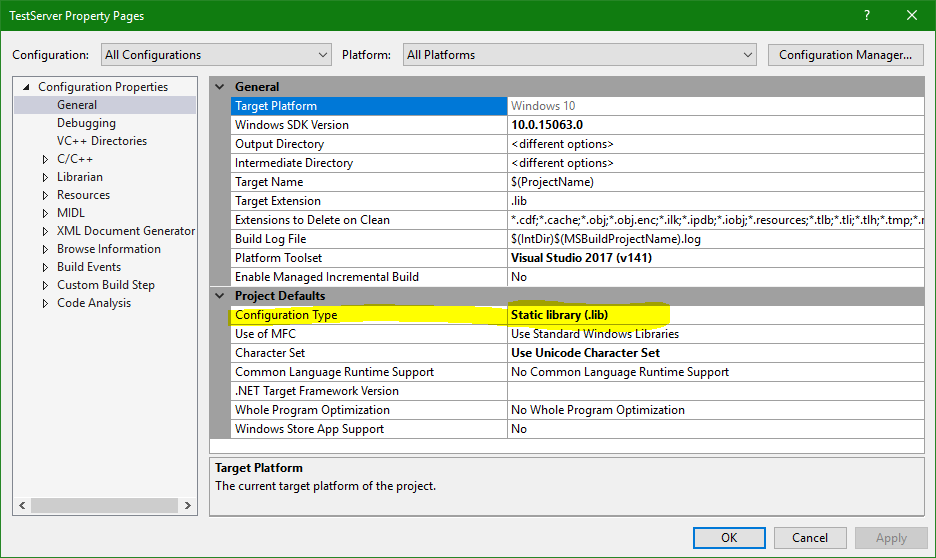 TestServer Property Pages
?
Configuration: All Configurations Platform: All Platforms Configuration Manager...
Configuration Properties
General
Debugging
VC++ Directories
C/C++
Librarian
Resources
MIDL
XML Document Generator
Browse Information
Build Events
Custom Build Step
Code Analysis
General
Target Platform Windows 10
Windows SDK Version 10.0.15063.0
Output Directory <different options>
Intermediate Directory <different options>
Target Name $(ProjectName)
Target Extension .lib
Extensions to Delete on Clean *.cdf;*.cache;*.obj;*.obj.enc;*.ilk;*.ipdb;*.iobj;*.resources;*.tlb;*.tli;*.tlh;*.tmp;*.r
Build Log File $(IntDir)$(MSBuildProjectName).log
Platform Toolset Visual Studio 2017 (v141)
Enable Managed Incremental Build No
Project Defaults
Configuration Type Static library (.lib)
Use of MFC Use Standard Windows Libraries
Character Set Use Unicode Character Set
Common Language Runtime Support No Common Language Runtime Support
.NET Target Framework Version
Whole Program Optimization No Whole Program Optimization
Windows Store App Support No
Target Platform
The current target platform of the project.
OK Cancel Apply